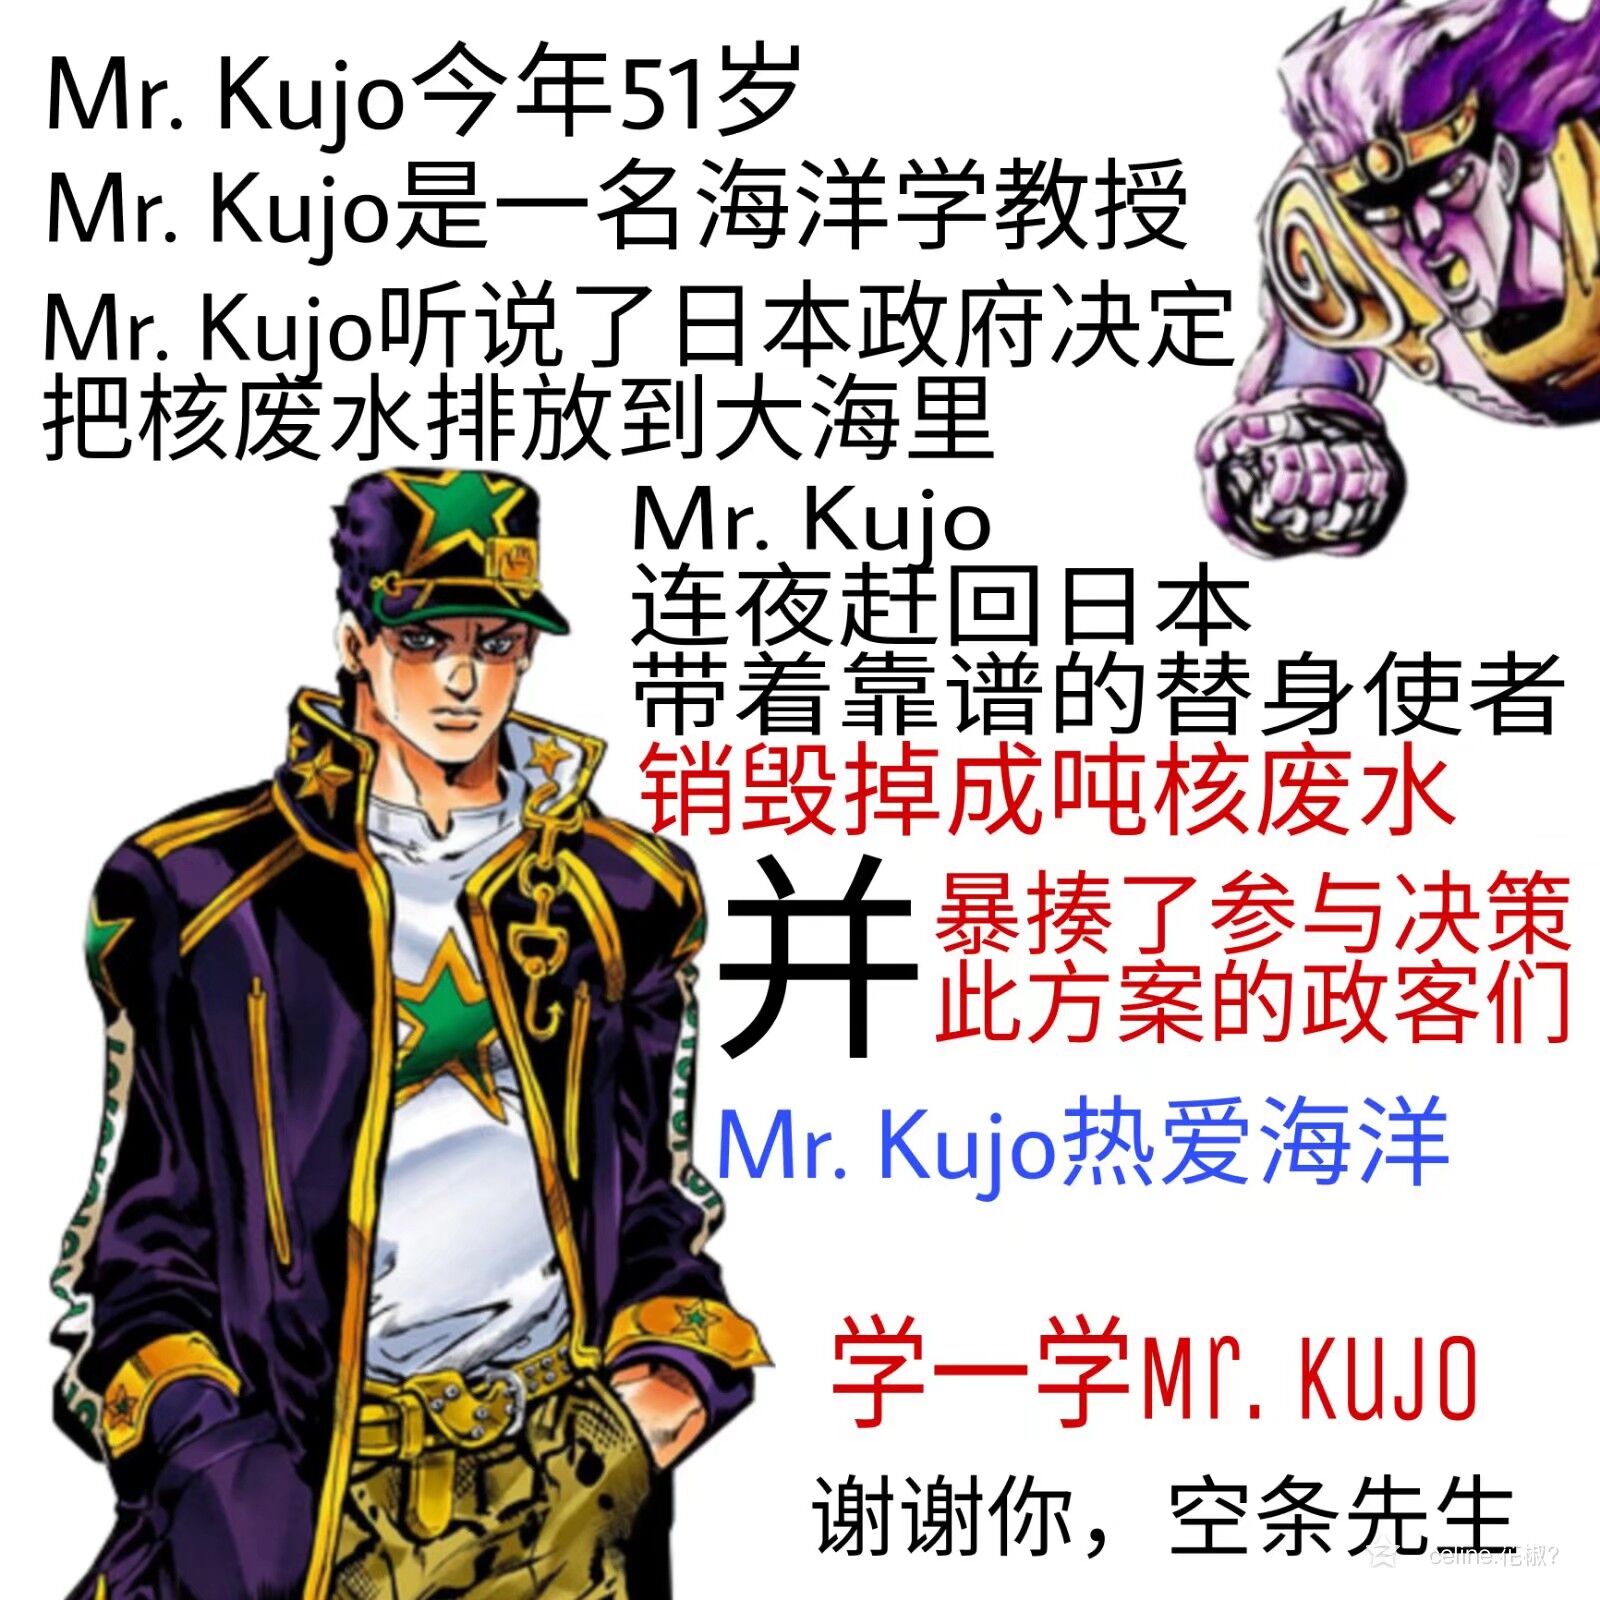 Mr. Kujo今年51岁
Mr. Kujo是一名海洋学教授
Mr. Kujo听说了日本政府决定
把核废水排放到大海里
Mr. Kujo
连夜赶回日本
带着靠谱的替身使者
销毁掉成吨核废水
并
暴揍了参与决策
此方案的政客们
Mr. Kujo热爱海洋
学一学Mr. KUJO
谢谢你，空条先生
celine.花椒?